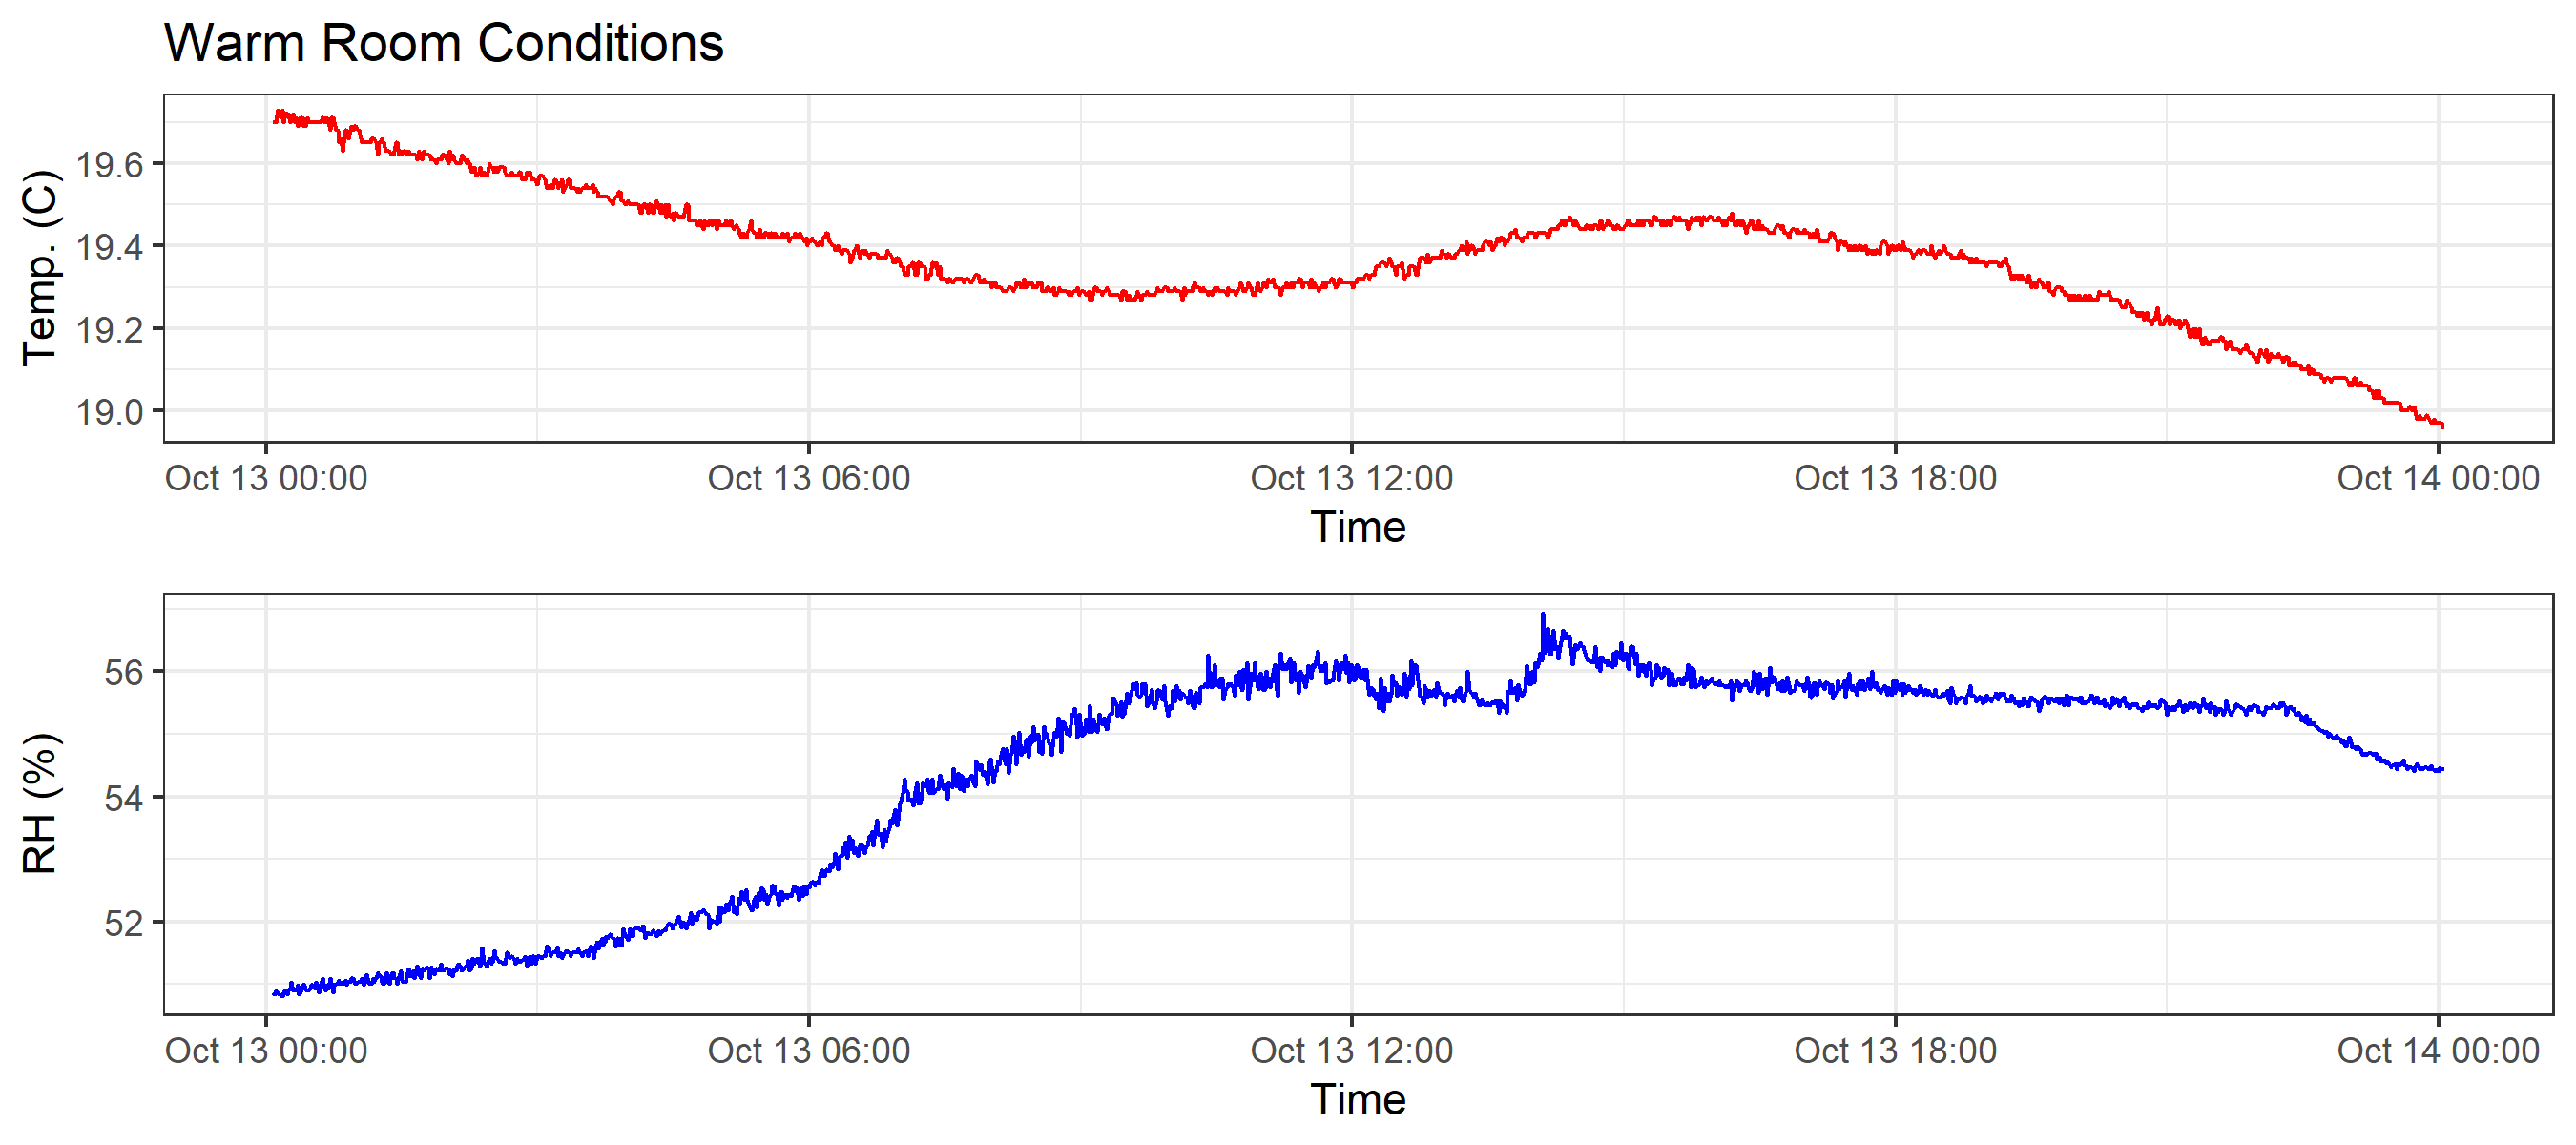 Warm Room Conditions
Temp. (C)
19.6
19.4
19.2
19.0
Oct 13 00:00 Oct 13 06:00 Oct 13 12:00 Oct 13 18:00 Oct 14 00:00
Time
RH (%)
56
54
52
Oct 13 00:00 Oct 13 06:00 Oct 13 12:00 Oct 13 18:00 Oct 14 00:00
Time